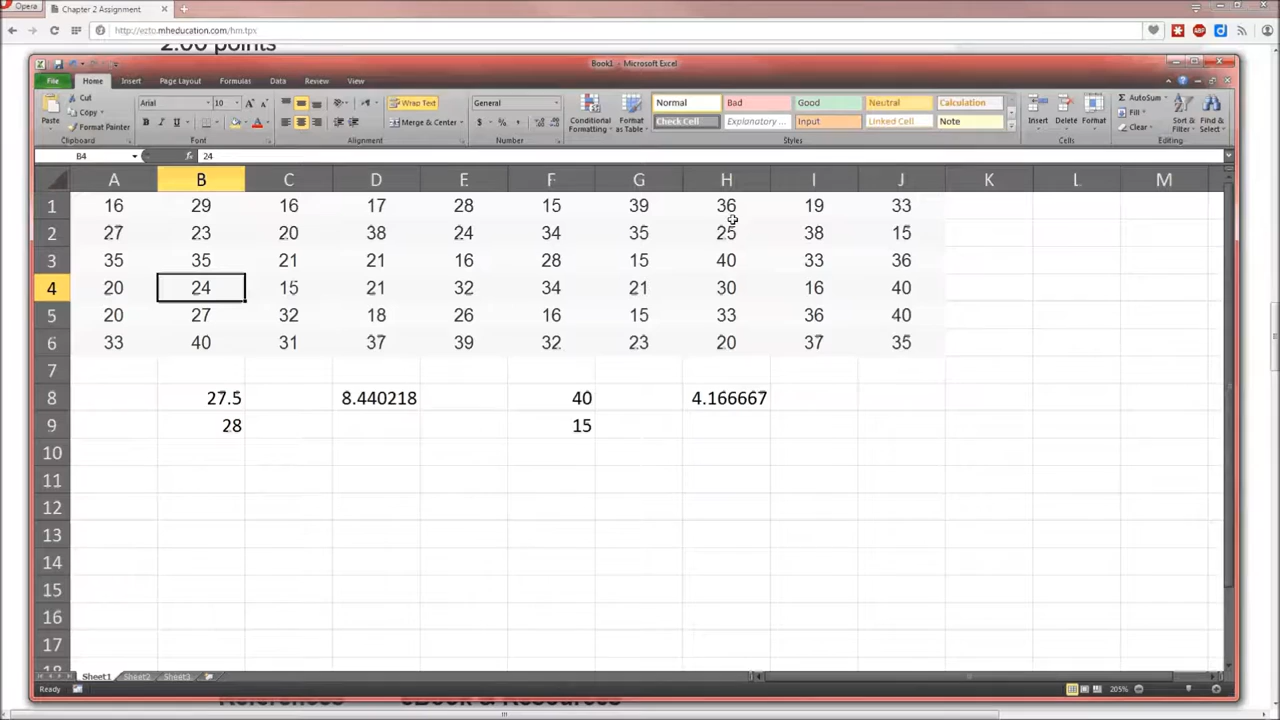 Opera
Chapter 2 Assignment
http://ezto.mheducation.com/hm.tpx
2.00 points
Book1 - Microsoft Excel
File Home Insert Page Layout Formulas Data Review View
Paste
Cut
Copy
Format Painter
Clipboard
Arial 10
B I U
Font
Wrap Text
Merge & Center
Alignment
General
$ % ,
Number
Conditional Formatting
Format as Table
Normal Bad Good Neutral Calculation
Check Cell Explanatory ... Input Linked Cell Note
Styles
Insert Delete Format
Cells
AutoSum
Fill
Clear
Sort & Filter
Find & Select
Editing
B4 fx 24
A B C D E F G H I J K L M
1 16 29 16 17 28 15 39 36 19 33
2 27 23 20 38 24 34 35 25 38 15
3 35 35 21 21 16 28 15 40 33 36
4 20 24 15 21 32 34 21 30 16 40
5 20 27 32 18 26 16 15 33 36 40
6 33 40 31 37 39 32 23 20 37 35
7
8 27.5 8.440218 40 4.166667
9 28 15
10
11
12
13
14
15
16
17
18
Sheet1 Sheet2 Sheet3
Ready
205%
References eBook & Resources